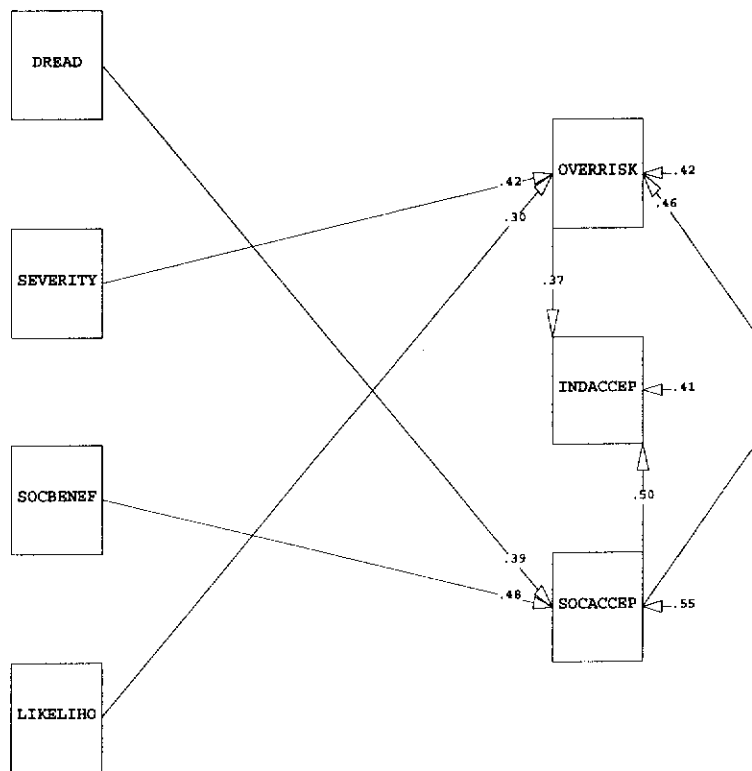 DREAD
OVERRISK
.42
.42
.46
.30
SEVERITY
.37
INDACCEP
.41
SOCBENEF
.50
.39
.48
SOCACCEP
.55
LIKELIHO